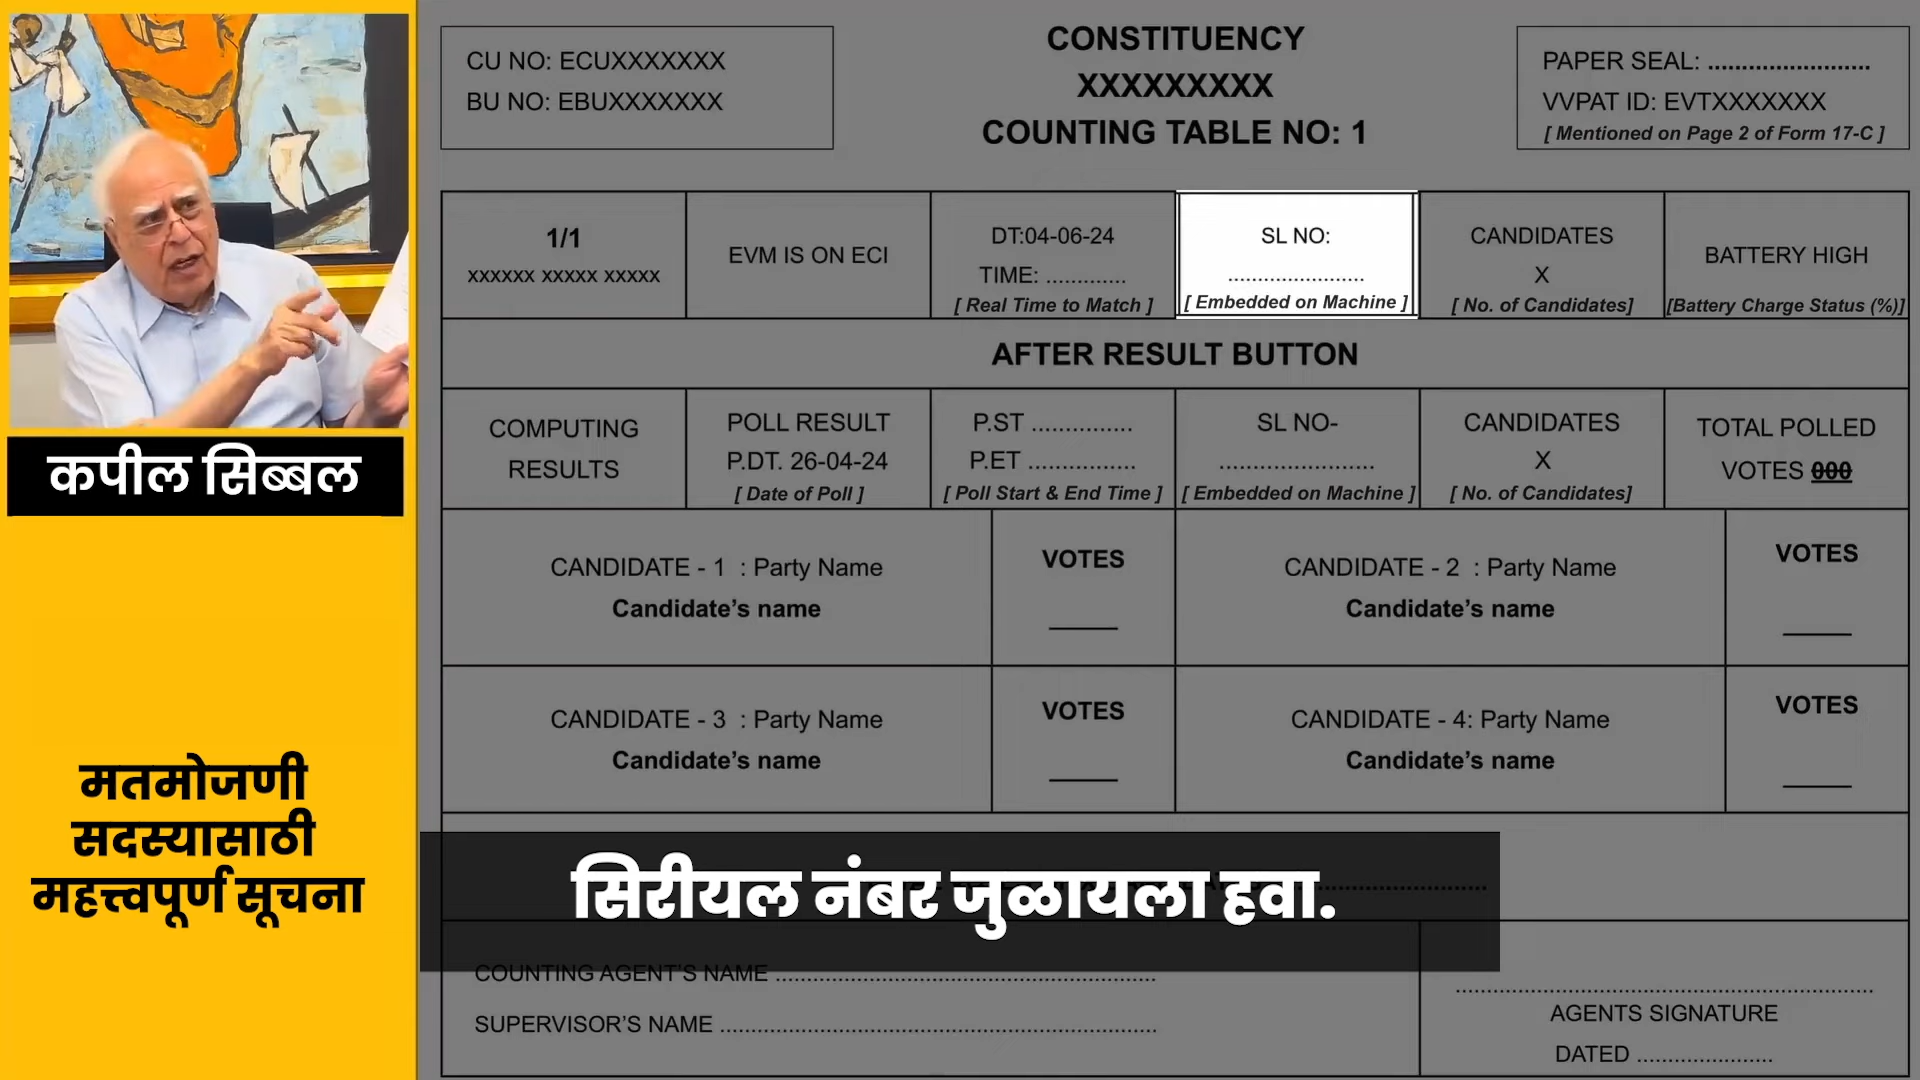 कपील सिब्बल
मतमोजणी
सदस्यासाठी
महत्त्वपूर्ण सूचना
CU NO: ECUXXXXXXX
BU NO: EBUXXXXXXX
CONSTITUENCY
XXXXXXXXX
COUNTING TABLE NO: 1
PAPER SEAL: ........................
VVPAT ID: EVTXXXXXXX
[ Mentioned on Page 2 of Form 17-C ]
1/1
xxxxxx xxxxx xxxxx
EVM IS ON ECI
DT:04-06-24
TIME: ............
[ Real Time to Match ]
SL NO:
.....................
[ Embedded on Machine ]
CANDIDATES
X
[ No. of Candidates]
BATTERY HIGH
[Battery Charge Status (%)]
AFTER RESULT BUTTON
COMPUTING
RESULTS
POLL RESULT
P.DT. 26-04-24
[ Date of Poll ]
P.ST ...............
P.ET ................
[ Poll Start & End Time ]
SL NO-
.......................
[ Embedded on Machine ]
CANDIDATES
X
[ No. of Candidates]
TOTAL POLLED
VOTES 000
CANDIDATE - 1 : Party Name
Candidate’s name
VOTES
CANDIDATE - 2 : Party Name
Candidate’s name
VOTES
CANDIDATE - 3 : Party Name
Candidate’s name
VOTES
CANDIDATE - 4: Party Name
Candidate’s name
VOTES
सिरीयल नंबर जुळायला हवा.
COUNTING AGENT’S NAME ........................................................
SUPERVISOR’S NAME ................................................................
................................................................
AGENTS SIGNATURE
DATED .....................